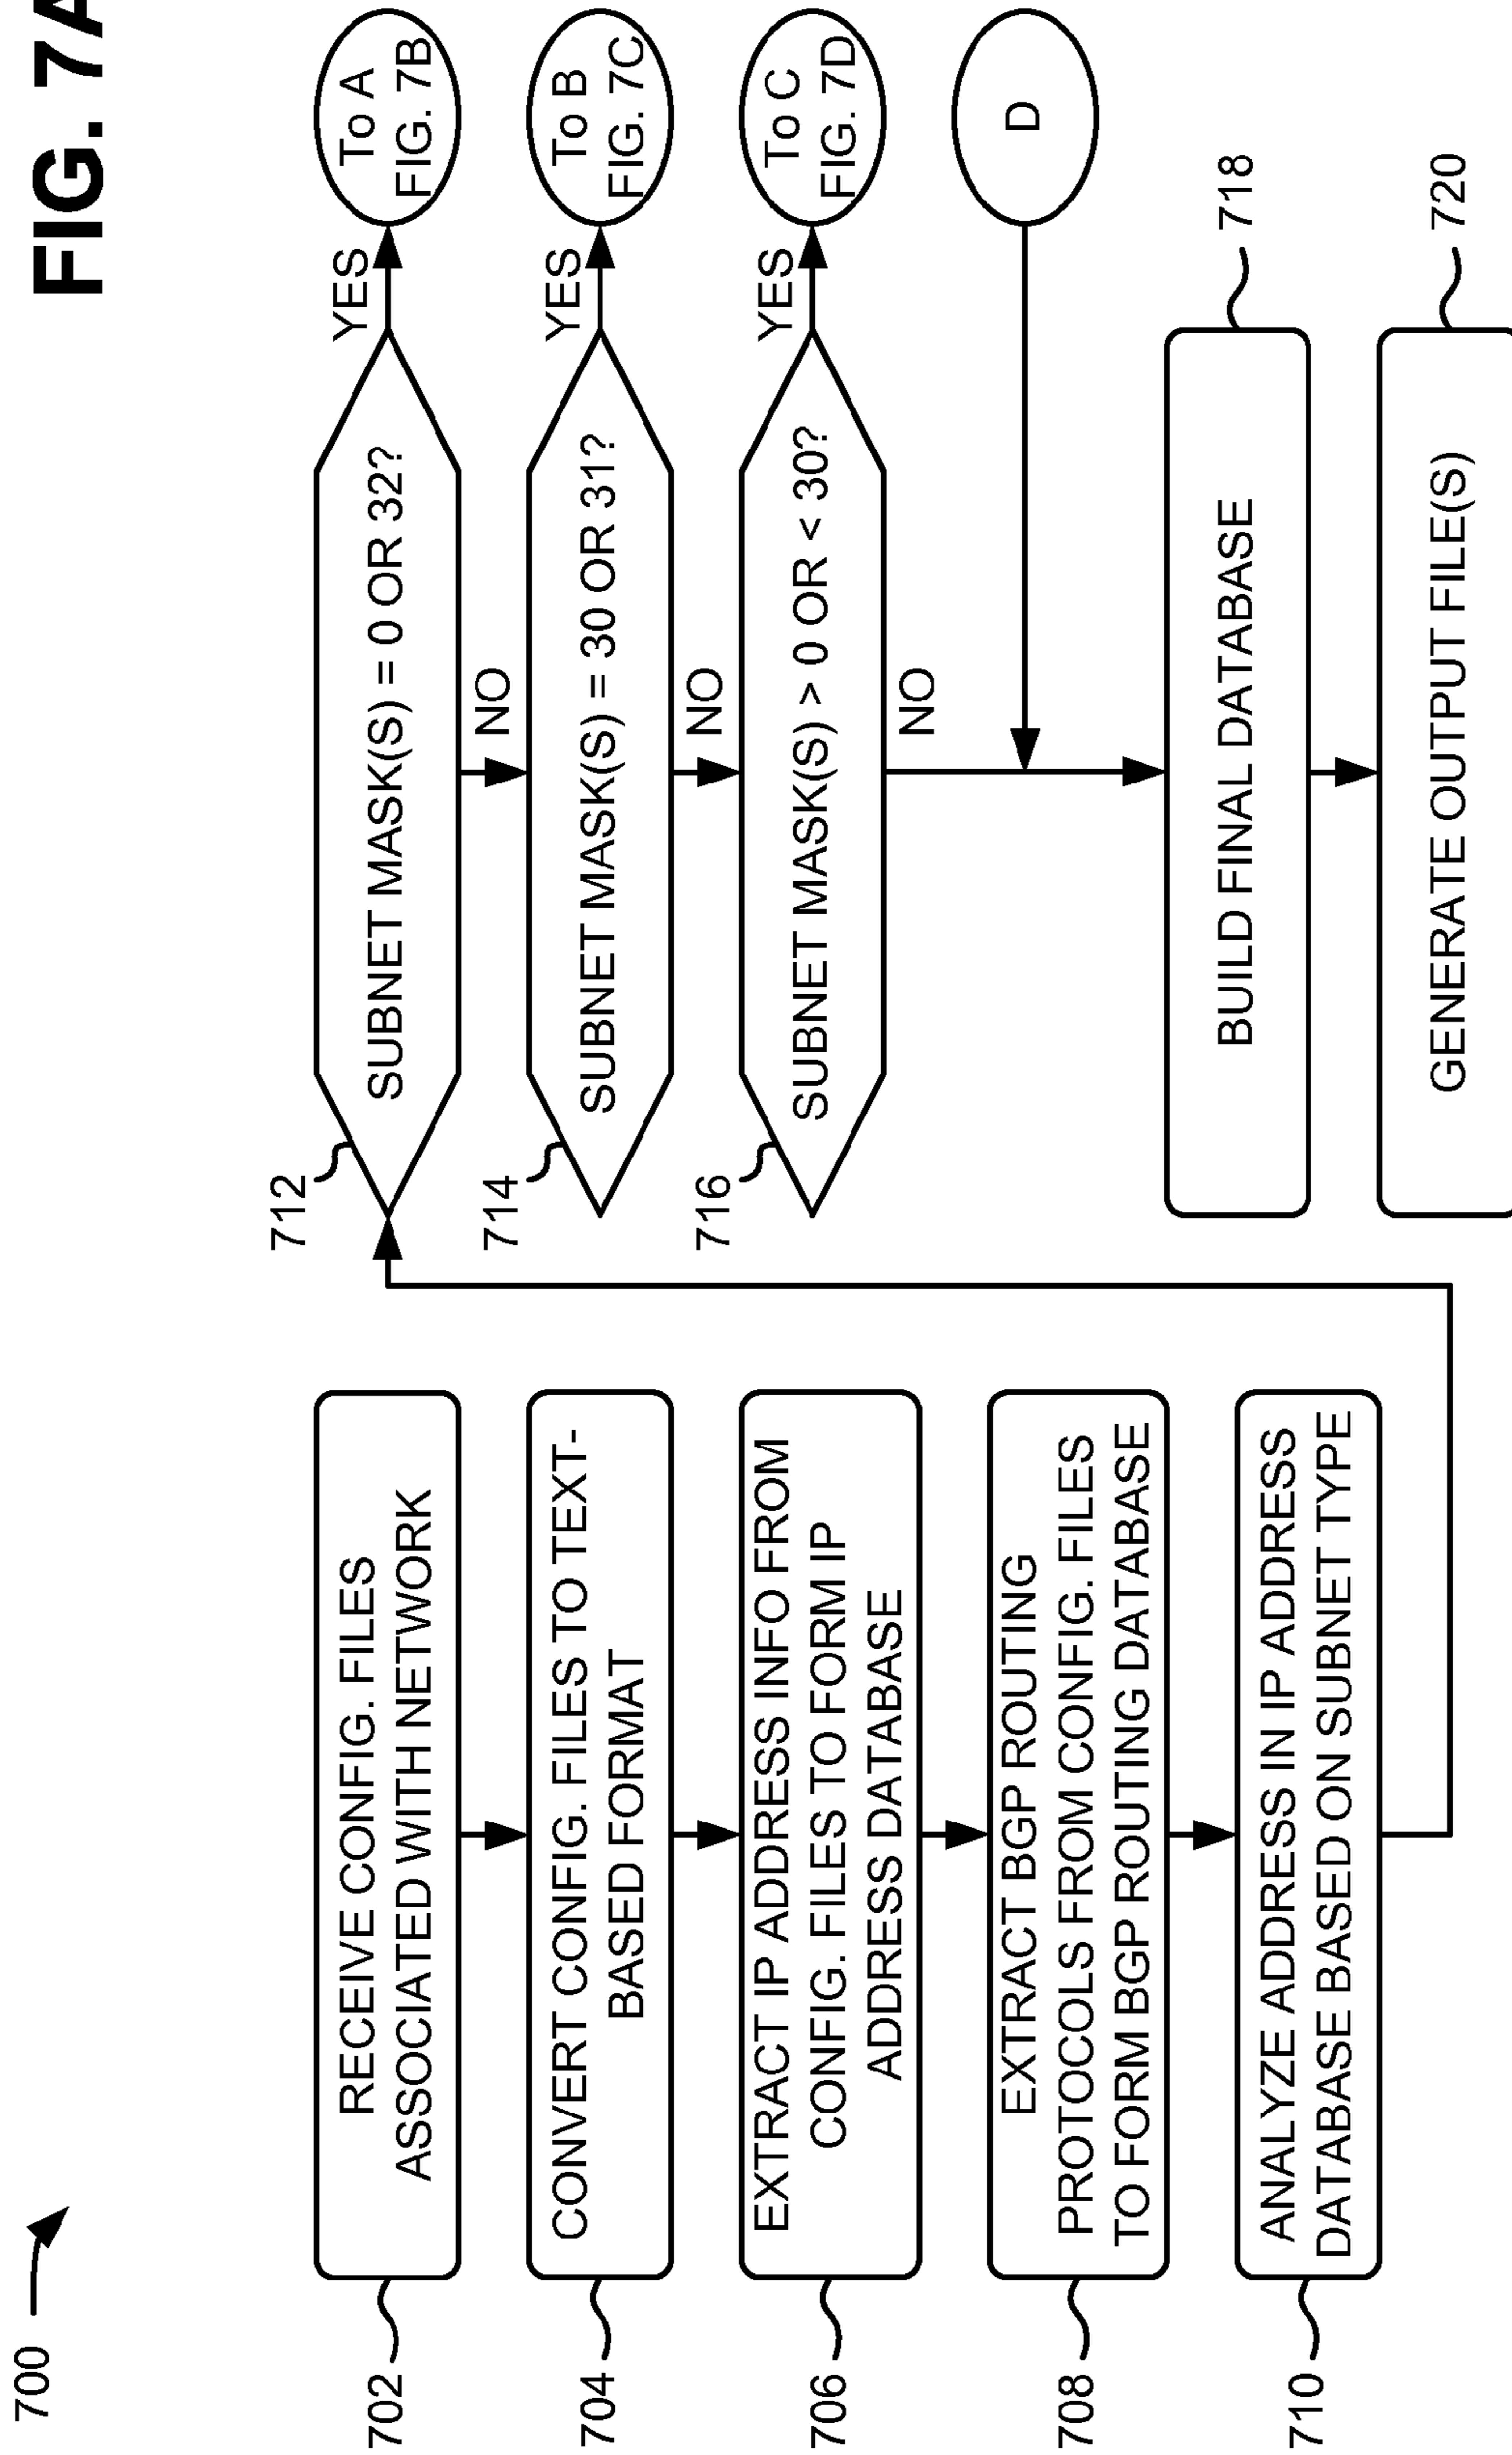 FIG. 7A
700
702
RECEIVE CONFIG. FILES
ASSOCIATED WITH NETWORK
704
CONVERT CONFIG. FILES TO TEXT-
BASED FORMAT
706
EXTRACT IP ADDRESS INFO FROM
CONFIG. FILES TO FORM IP
ADDRESS DATABASE
708
EXTRACT BGP ROUTING
PROTOCOLS FROM CONFIG. FILES
TO FORM BGP ROUTING DATABASE
710
ANALYZE ADDRESS IN IP ADDRESS
DATABASE BASED ON SUBNET TYPE
712
SUBNET MASK(S) = 0 OR 32?
YES
To A
FIG. 7B
NO
714
SUBNET MASK(S) = 30 OR 31?
YES
To B
FIG. 7C
NO
716
SUBNET MASK(S) > 0 OR < 30?
YES
To C
FIG. 7D
NO
D
718
BUILD FINAL DATABASE
720
GENERATE OUTPUT FILE(S)